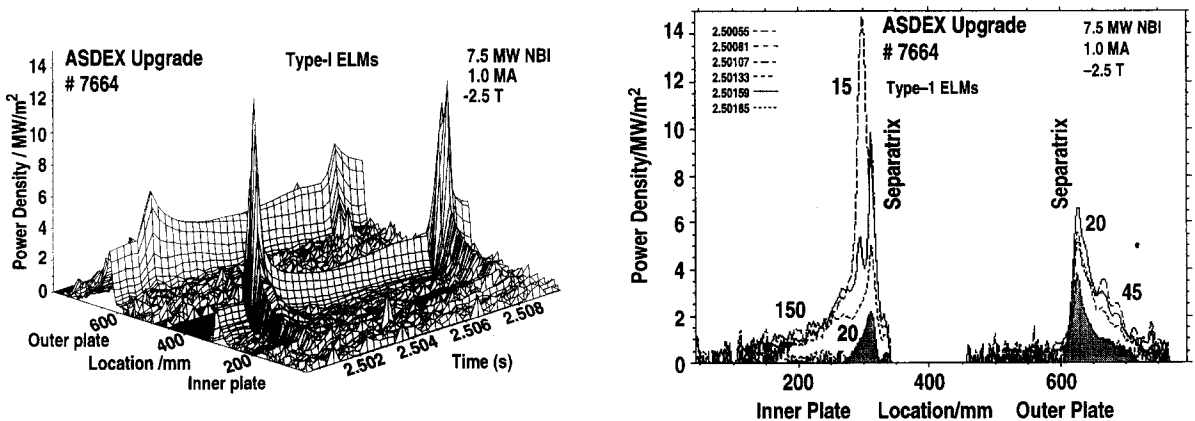 14
12
10
8
6
4
2
0
Power Density / MW/m2
ASDEX Upgrade
# 7664
Type-I ELMs
7.5 MW NBI
1.0 MA
-2.5 T
600
400
200
Outer plate
Location /mm
Inner plate
2.502
2.504
2.506
2.508
Time (s)
14
12
10
8
6
4
2
0
Power Density/MW/m2
2.50055
2.50081
2.50107
2.50133
2.50159
2.50185
ASDEX Upgrade
# 7664
7.5 MW NBI
1.0 MA
–2.5 T
Type–1 ELMs
15
Separatrix
Separatrix
20
45
150
20
200
400
600
Inner Plate
Location/mm
Outer Plate